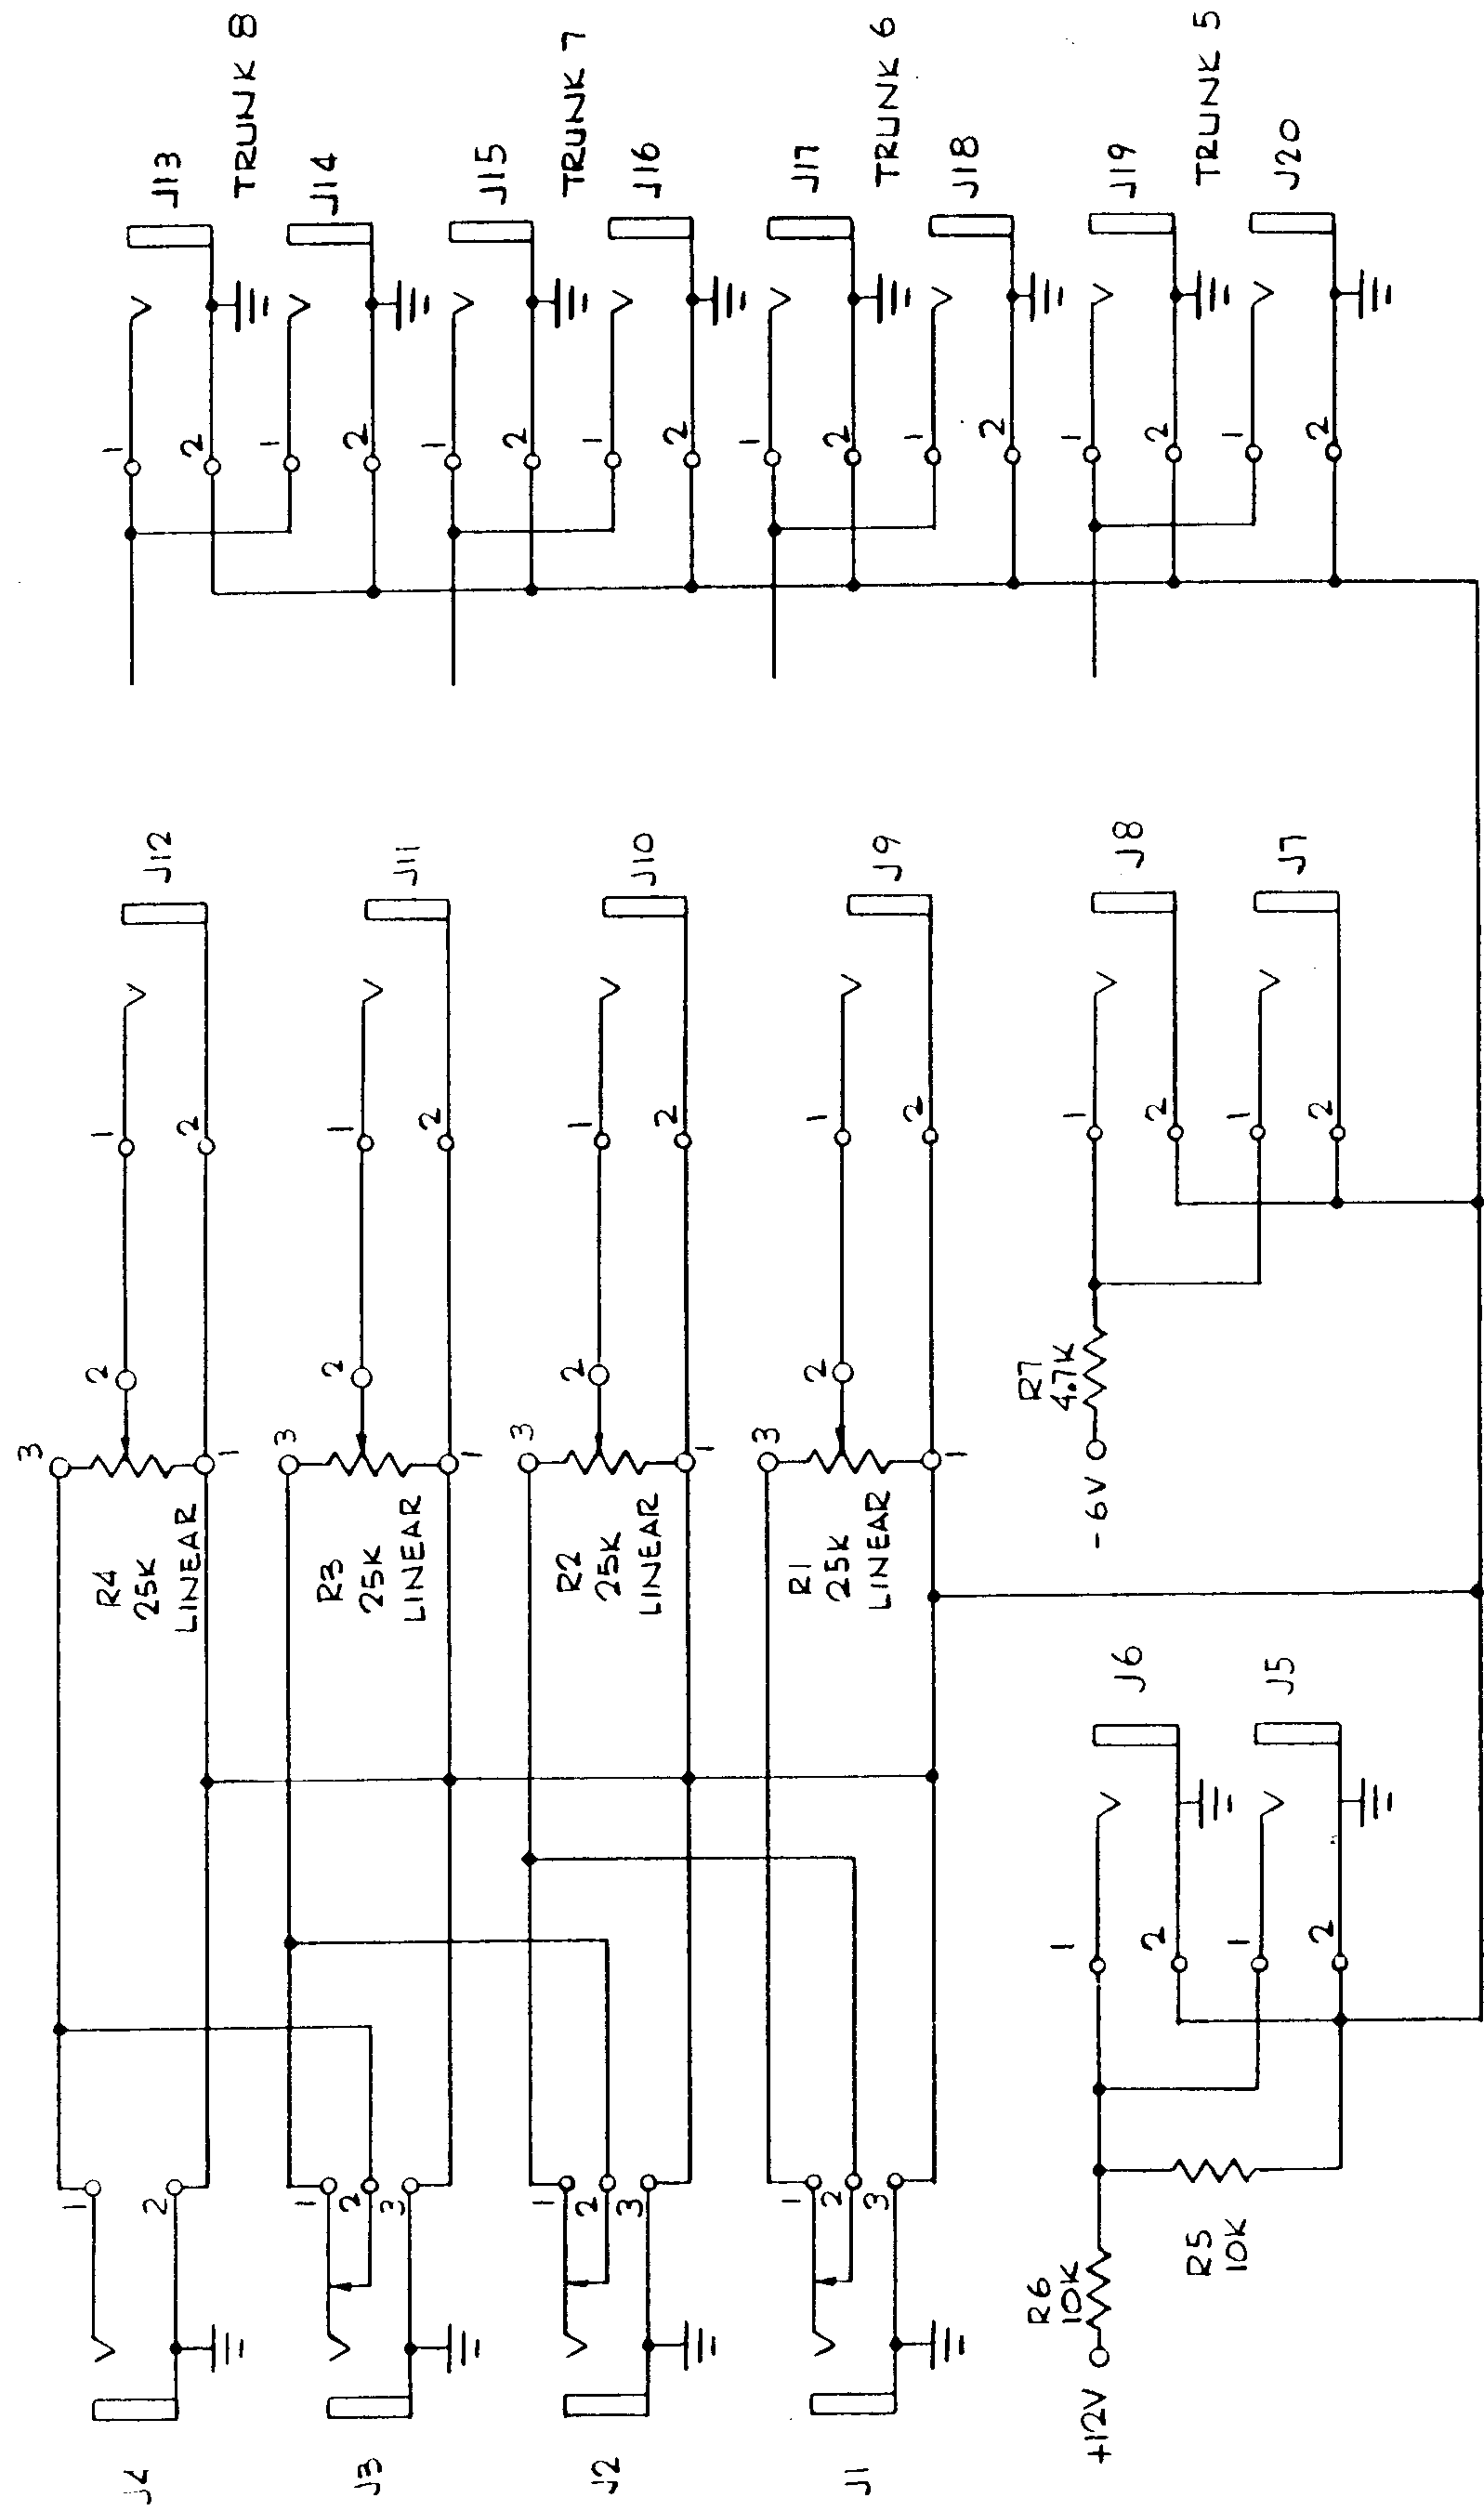 J4
1
2
R4
25K
LINEAR
3
2
1
1
2
J12
1
2
J13
TRUNK 8
1
2
J14
J3
1
2
3
R3
25K
LINEAR
3
2
1
1
2
J11
1
2
J15
TRUNK 7
1
2
J16
J2
1
2
3
R2
25K
LINEAR
3
2
1
1
2
J10
1
2
J17
TRUNK 6
1
2
J18
J1
1
2
3
R1
25K
LINEAR
3
2
1
1
2
J9
1
2
J19
TRUNK 5
1
2
J20
+12V
R6
10K
R5
10K
1
2
J6
1
2
J5
-6V
R7
4.7K
1
2
J8
1
2
J7